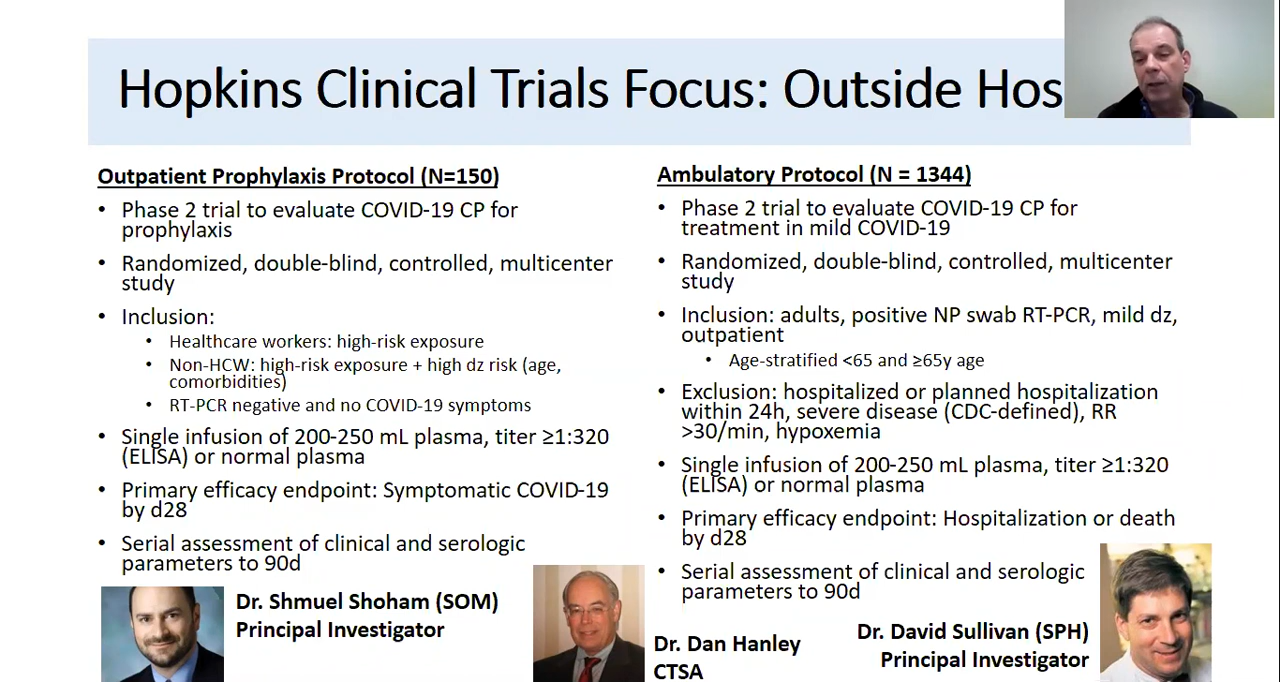 Hopkins Clinical Trials Focus: Outside Hos
Outpatient Prophylaxis Protocol (N=150)
• Phase 2 trial to evaluate COVID-19 CP for
prophylaxis
• Randomized, double-blind, controlled, multicenter
study
• Inclusion:
• Healthcare workers: high-risk exposure
• Non-HCW: high-risk exposure + high dz risk (age,
comorbidities)
• RT-PCR negative and no COVID-19 symptoms
• Single infusion of 200-250 mL plasma, titer ≥1:320
(ELISA) or normal plasma
• Primary efficacy endpoint: Symptomatic COVID-19
by d28
• Serial assessment of clinical and serologic
parameters to 90d
Dr. Shmuel Shoham (SOM)
Principal Investigator
Ambulatory Protocol (N = 1344)
• Phase 2 trial to evaluate COVID-19 CP for
treatment in mild COVID-19
• Randomized, double-blind, controlled, multicenter
study
• Inclusion: adults, positive NP swab RT-PCR, mild dz,
outpatient
• Age-stratified <65 and ≥65y age
• Exclusion: hospitalized or planned hospitalization
within 24h, severe disease (CDC-defined), RR
>30/min, hypoxemia
• Single infusion of 200-250 mL plasma, titer ≥1:320
(ELISA) or normal plasma
• Primary efficacy endpoint: Hospitalization or death
by d28
• Serial assessment of clinical and serologic
parameters to 90d
Dr. Dan Hanley
CTSA
Dr. David Sullivan (SPH)
Principal Investigator